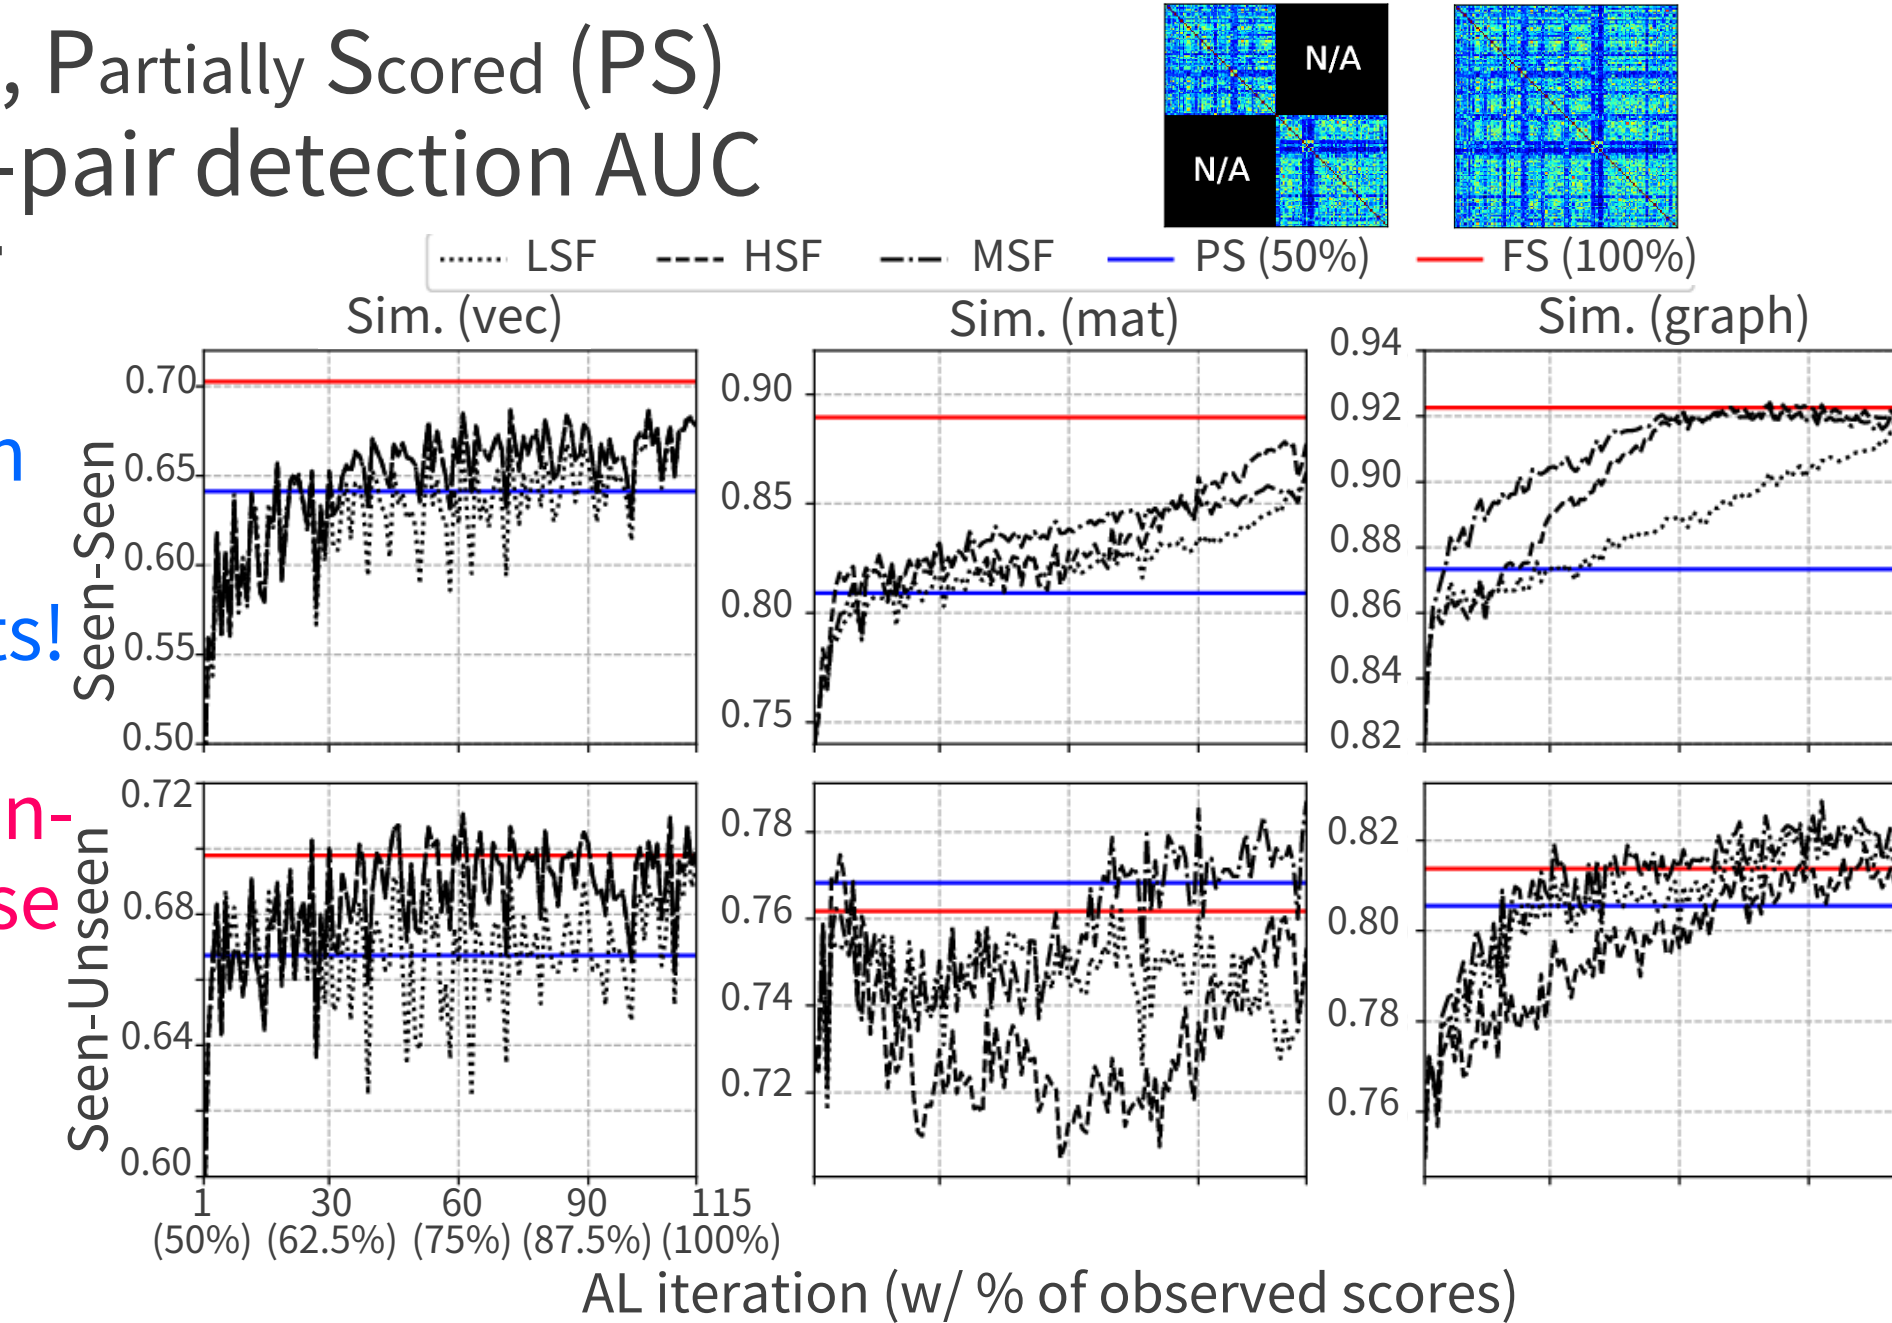 , Partially Scored (PS)
-pair detection AUC
N/A
N/A
LSF HSF MSF PS (50%) FS (100%)
Sim. (vec) Sim. (mat) Sim. (graph)
n
ts!
n-
se
Seen-Seen
0.70
0.65
0.60
0.55
0.50
0.90
0.85
0.80
0.75
0.94
0.92
0.90
0.88
0.86
0.84
0.82
Seen-Unseen
0.72
0.68
0.64
0.60
0.78
0.76
0.74
0.72
0.82
0.80
0.78
0.76
1 30 60 90 115
(50%) (62.5%) (75%) (87.5%) (100%)
AL iteration (w/ % of observed scores)